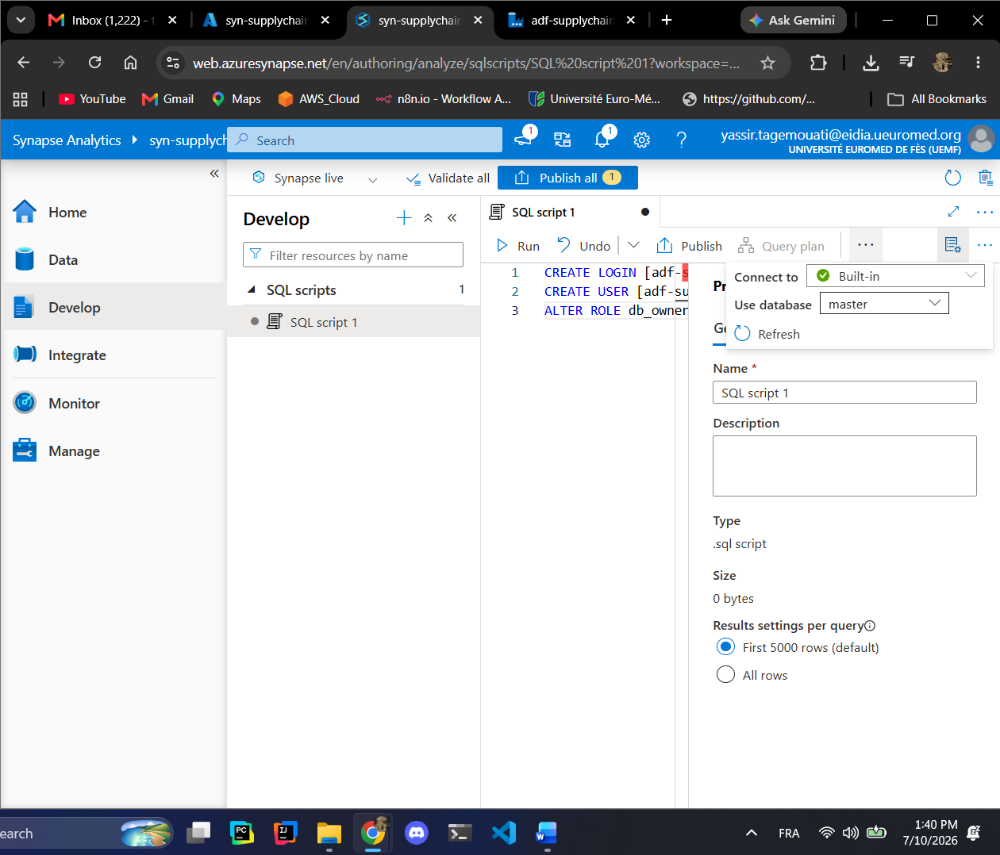 Inbox (1,222) - t
syn-supplychain
syn-supplychain
adf-supplychain
Ask Gemini
web.azuresynapse.net/en/authoring/analyze/sqlscripts/SQL%20script%201?workspace=...
YouTube
Gmail
Maps
AWS_Cloud
n8n.io - Workflow A...
Université Euro-Mé...
https://github.com/...
All Bookmarks
Synapse Analytics
syn-supplych
Search
1
1
yassir.tagemouati@eidia.ueuromed.org
UNIVERSITÉ EUROMED DE FÈS (UEMF)
Synapse live
Validate all
Publish all 1
Home
Data
Develop
Integrate
Monitor
Manage
Develop
Filter resources by name
SQL scripts 1
SQL script 1
SQL script 1
Run
Undo
Publish
Query plan
1 CREATE LOGIN [adf-s
2 CREATE USER [adf-su
3 ALTER ROLE db_owner
Connect to Built-in
Use database master
Refresh
Pr
Ge
Name *
SQL script 1
Description
Type
.sql script
Size
0 bytes
Results settings per query
First 5000 rows (default)
All rows
earch
PC
IJ
W
FRA
1:40 PM
7/10/2026